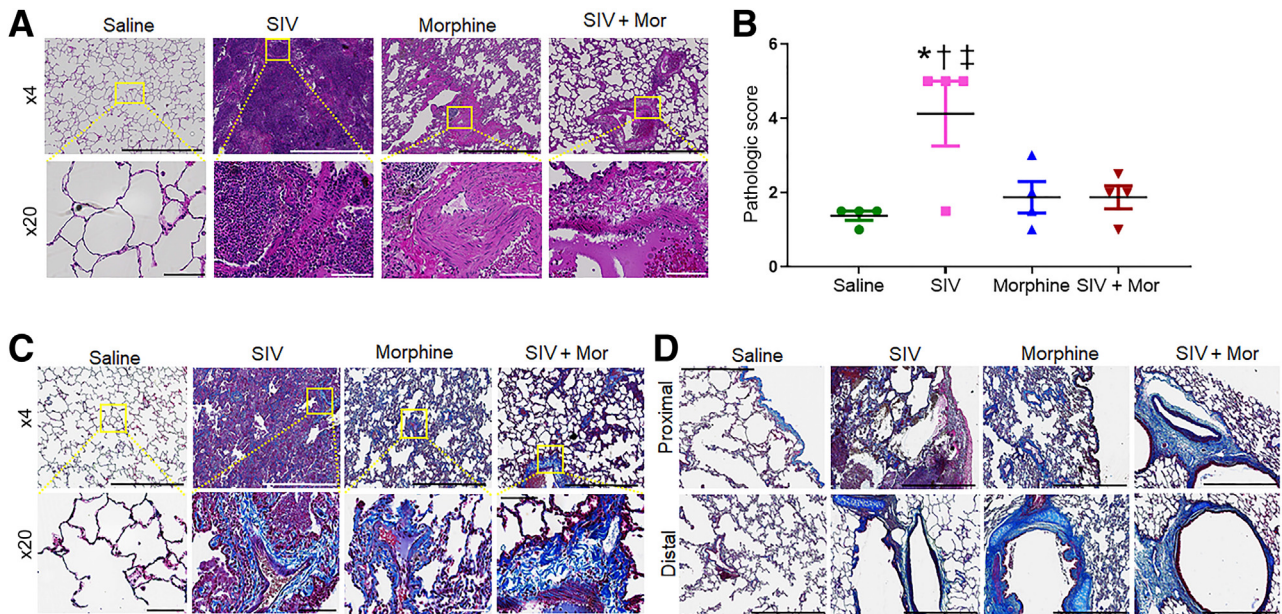 A
Saline
SIV
Morphine
SIV + Mor
x4
x20
B
Pathologic score
6
4
2
0
* † ‡
Saline
SIV
Morphine
SIV + Mor
C
Saline
SIV
Morphine
SIV + Mor
x4
x20
D
Saline
SIV
Morphine
SIV + Mor
Proximal
Distal